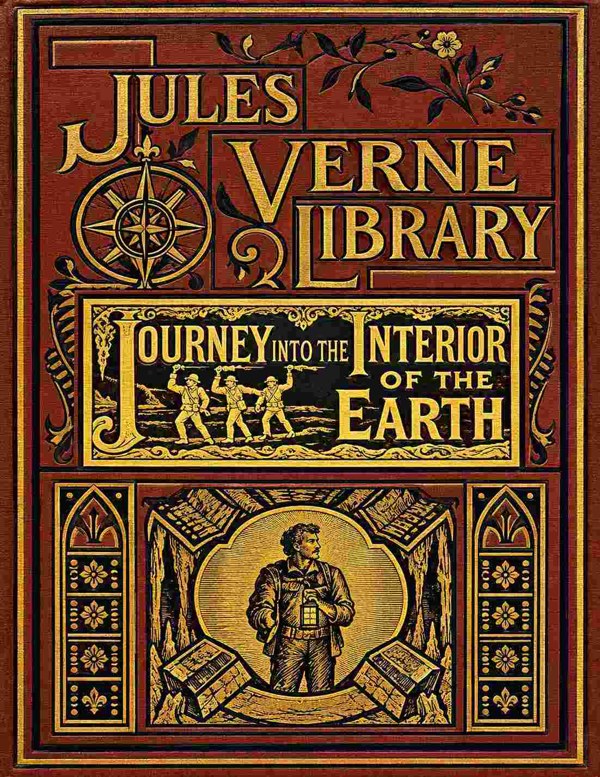 JULES
VERNE
LIBRARY
JOURNEY INTO THE INTERIOR
OF THE
EARTH